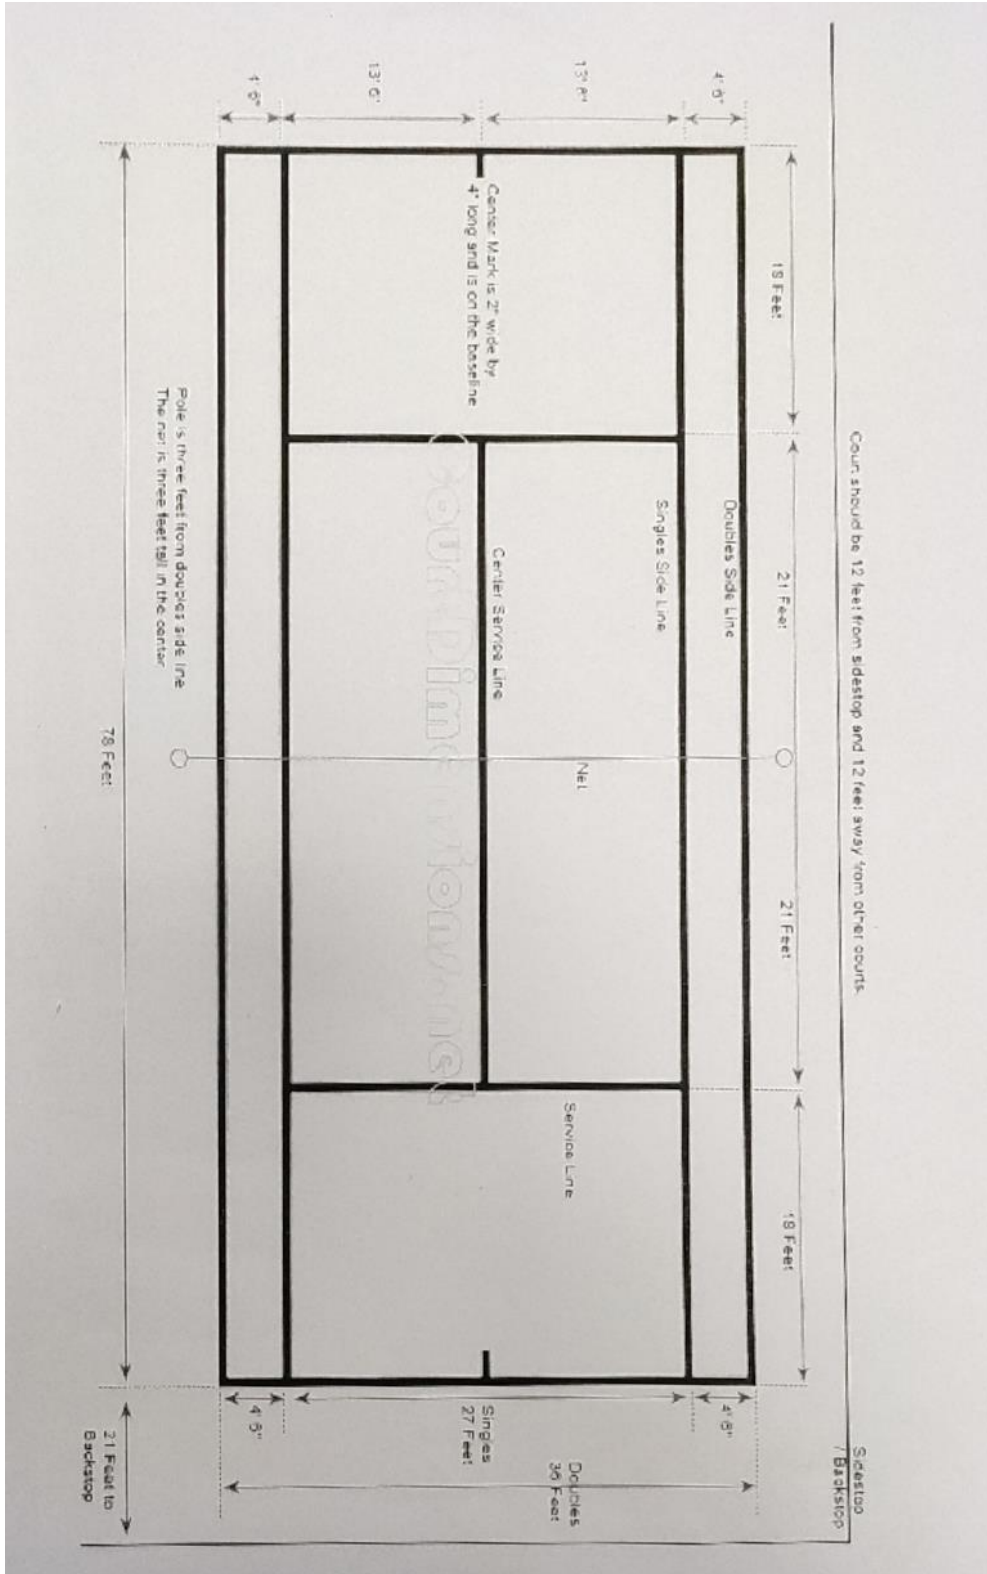 Court should be 12 feet from sidestop and 12 feet away from other courts.
Sidestop
/ Backstop
18 Feet
21 Feet
21 Feet
18 Feet
4' 6"
13' 6"
13' 6"
4' 6"
Doubles Side Line
Singles Side Line
Net
Service Line
Center Mark is 2" wide by
4" long and is on the baseline
Center Service Line
CourtDimensions.net
4' 6"
Singles
27 Feet
Doubles
36 Feet
4' 6"
Pole is three feet from doubles side line
The net is three feet tall in the center
78 Feet
21 Feet to
Backstop